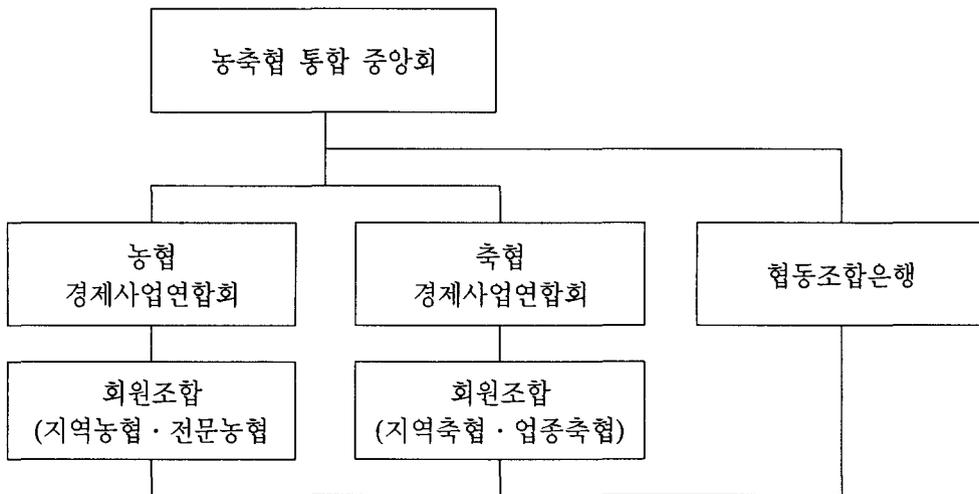 농축협 통합 중앙회
농협
경제사업연합회
축협
경제사업연합회
협동조합은행
회원조합
(지역농협 · 전문농협
회원조합
(지역축협 · 업종축협)